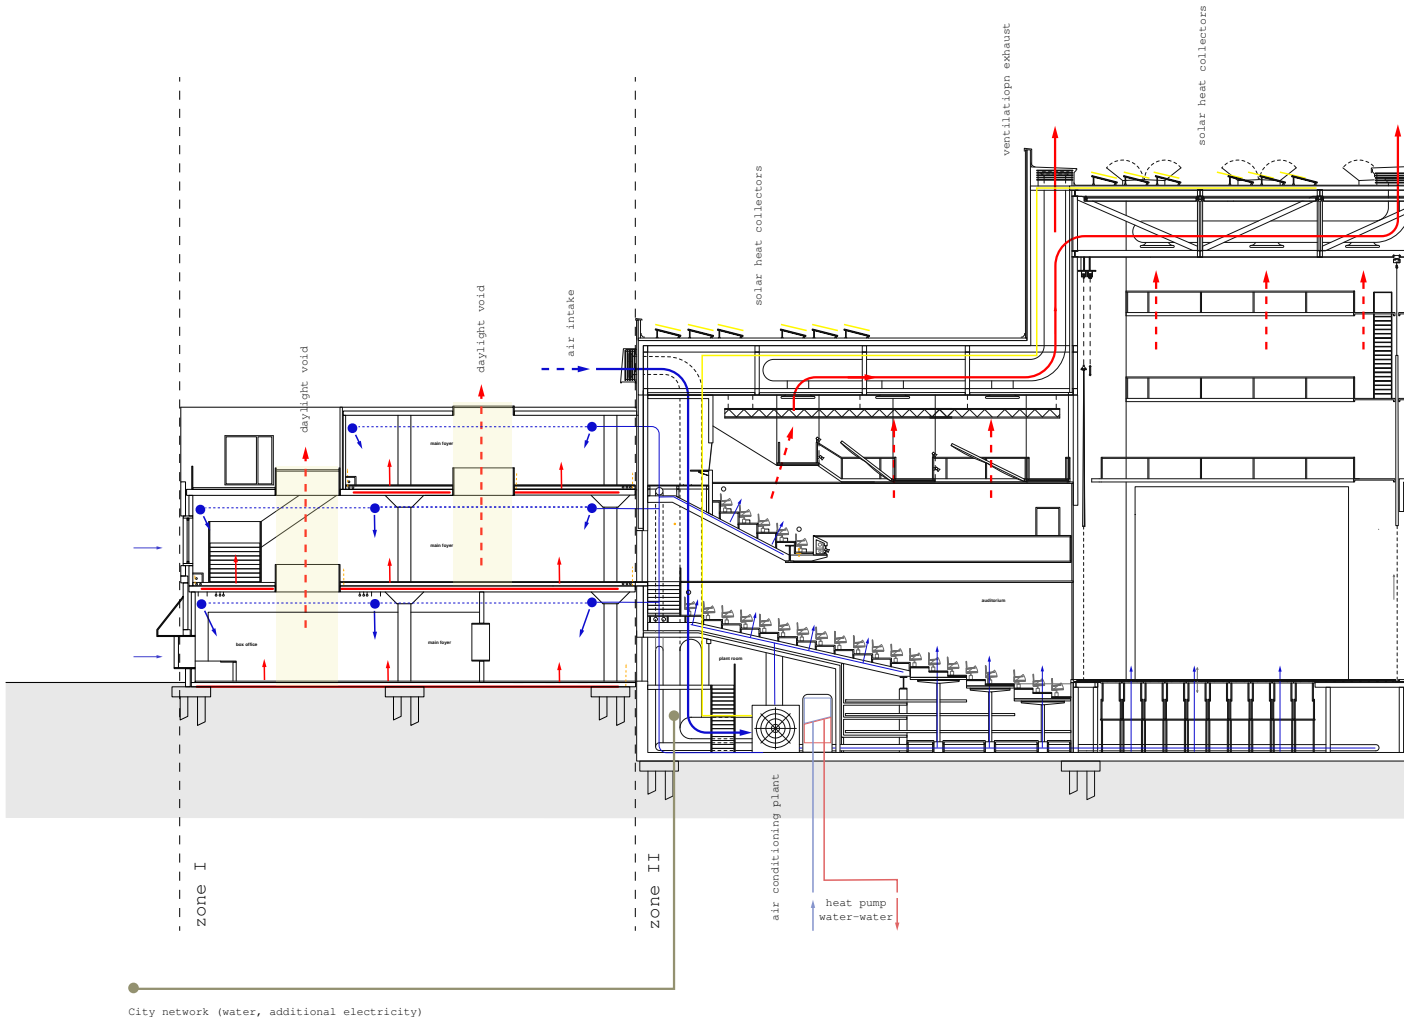 solar heat collectors
ventilatiopn exhaust
solar heat collectors
daylight void
air intake
daylight void
main foyer
main foyer
auditorium
box office
main foyer
plant room
air conditioning plant
zone I
zone II
heat pump
water-water
City network (water, additional electricity)